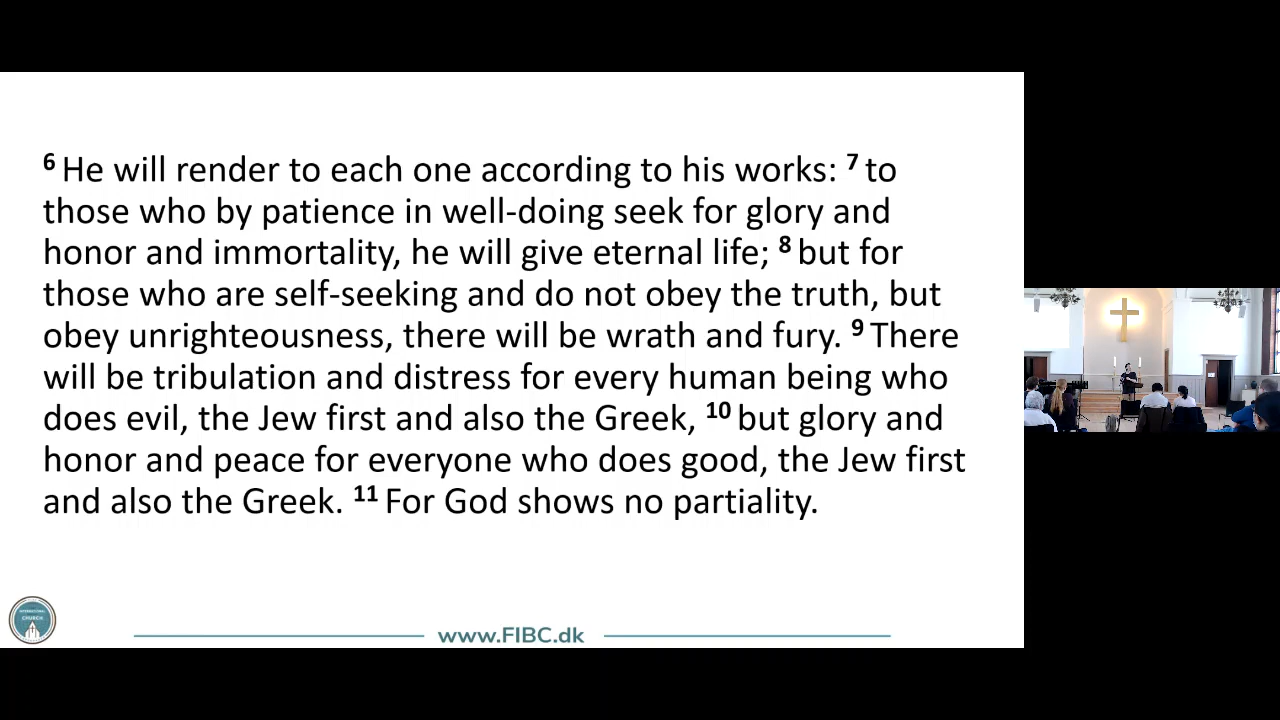 6 He will render to each one according to his works: 7 to
those who by patience in well-doing seek for glory and
honor and immortality, he will give eternal life; 8 but for
those who are self-seeking and do not obey the truth, but
obey unrighteousness, there will be wrath and fury. 9 There
will be tribulation and distress for every human being who
does evil, the Jew first and also the Greek, 10 but glory and
honor and peace for everyone who does good, the Jew first
and also the Greek. 11 For God shows no partiality.
INTERNATIONAL
CHURCH
www.FIBC.dk